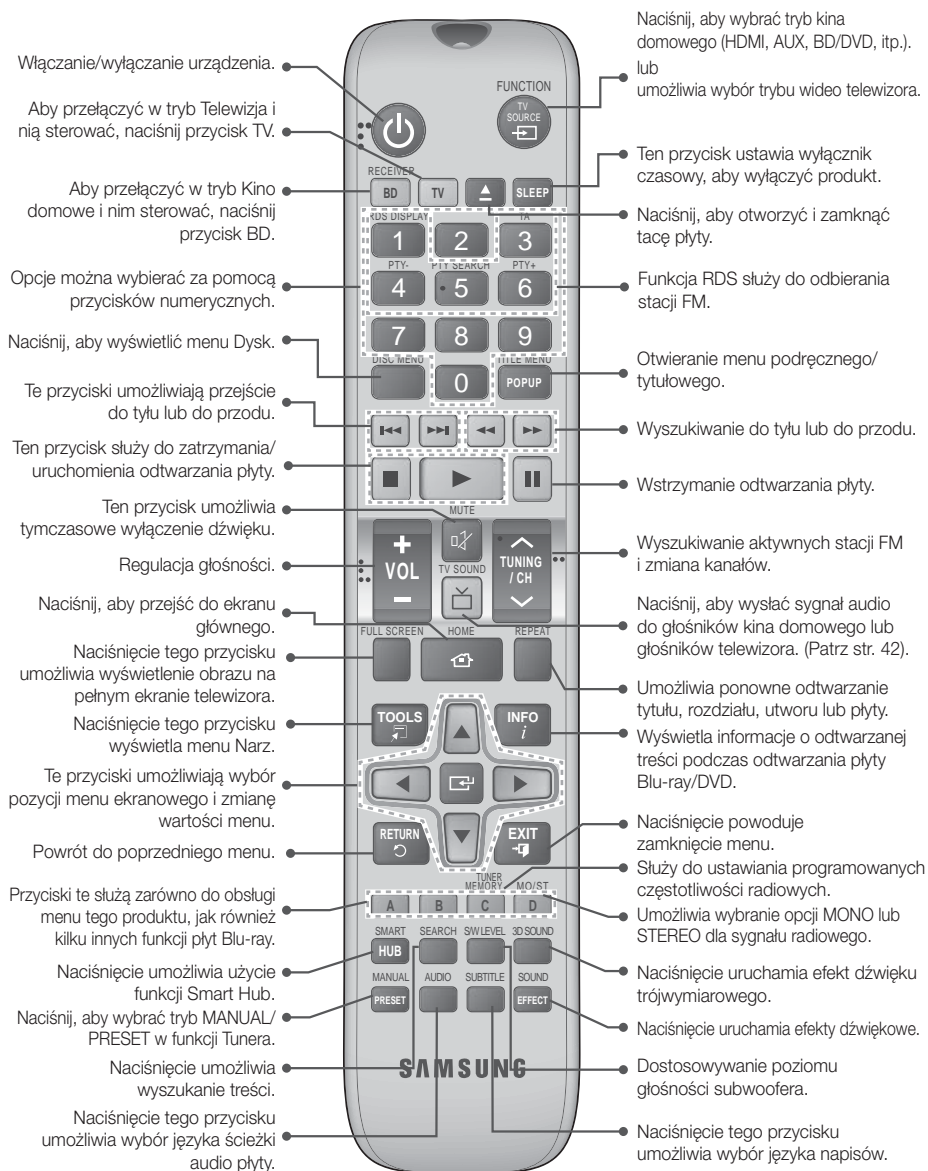 Włączanie/wyłączanie urządzenia.
Aby przełączyć w tryb Telewizja i
nią sterować, naciśnij przycisk TV.
Aby przełączyć w tryb Kino
domowe i nim sterować, naciśnij
przycisk BD.
Opcje można wybierać za pomocą
przycisków numerycznych.
Naciśnij, aby wyświetlić menu Dysk.
Te przyciski umożliwiają przejście
do tyłu lub do przodu.
Ten przycisk służy do zatrzymania/
uruchomienia odtwarzania płyty.
Ten przycisk umożliwia
tymczasowe wyłączenie dźwięku.
Regulacja głośności.
Naciśnij, aby przejść do ekranu
głównego.
Naciśnięcie tego przycisku
umożliwia wyświetlenie obrazu na
pełnym ekranie telewizora.
Naciśnięcie tego przycisku
wyświetla menu Narz.
Te przyciski umożliwiają wybór
pozycji menu ekranowego i zmianę
wartości menu.
Powrót do poprzedniego menu.
Przyciski te służą zarówno do obsługi
menu tego produktu, jak również
kilku innych funkcji płyt Blu-ray.
Naciśnięcie umożliwia użycie
funkcji Smart Hub.
Naciśnij, aby wybrać tryb MANUAL/
PRESET w funkcji Tunera.
Naciśnięcie umożliwia
wyszukanie treści.
Naciśnięcie tego przycisku
umożliwia wybór języka ścieżki
audio płyty.
FUNCTION
TV
SOURCE
RECEIVER
BD TV SLEEP
RDS DISPLAY TA
1 2 3
PTY- PTY SEARCH PTY+
4 5 6
7 8 9
DISC MENU TITLE MENU
0 POPUP
MUTE
VOL TUNING
/ CH
TV SOUND
FULL SCREEN HOME REPEAT
TOOLS INFO
i
RETURN EXIT
TUNER
MEMORY MO/ST
A B C D
SMART SEARCH S/W LEVEL 3D SOUND
HUB
MANUAL AUDIO SUBTITLE SOUND
PRESET EFFECT
SAMSUNG
Naciśnij, aby wybrać tryb kina
domowego (HDMI, AUX, BD/DVD, itp.).
lub
umożliwia wybór trybu wideo telewizora.
Ten przycisk ustawia wyłącznik
czasowy, aby wyłączyć produkt.
Naciśnij, aby otworzyć i zamknąć
tacę płyty.
Funkcja RDS służy do odbierania
stacji FM.
Otwieranie menu podręcznego/
tytułowego.
Wyszukiwanie do tyłu lub do przodu.
Wstrzymanie odtwarzania płyty.
Wyszukiwanie aktywnych stacji FM
i zmiana kanałów.
Naciśnij, aby wysłać sygnał audio
do głośników kina domowego lub
głośników telewizora. (Patrz str. 42).
Umożliwia ponowne odtwarzanie
tytułu, rozdziału, utworu lub płyty.
Wyświetla informacje o odtwarzanej
treści podczas odtwarzania płyty
Blu-ray/DVD.
Naciśnięcie powoduje
zamknięcie menu.
Służy do ustawiania programowanych
częstotliwości radiowych.
Umożliwia wybranie opcji MONO lub
STEREO dla sygnału radiowego.
Naciśnięcie uruchamia efekt dźwięku
trójwymiarowego.
Naciśnięcie uruchamia efekty dźwiękowe.
Dostosowywanie poziomu
głośności subwoofera.
Naciśnięcie tego przycisku
umożliwia wybór języka napisów.